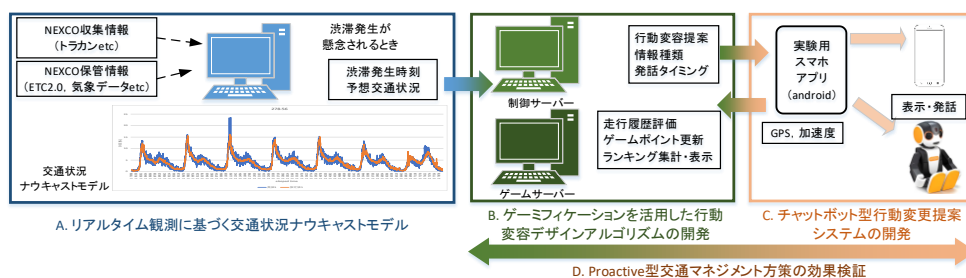 NEXCO収集情報
（トラカンetc）
NEXCO保管情報
（ETC2.0, 気象データetc）
渋滞発生が
懸念されるとき
渋滞発生時刻
予想交通状況
交通状況
ナウキャストモデル
A. リアルタイム観測に基づく交通状況ナウキャストモデル
制御サーバー
ゲームサーバー
行動変容提案
情報種類
発話タイミング
走行履歴評価
ゲームポイント更新
ランキング集計・表示
B. ゲーミフィケーションを活用した行動
変容デザインアルゴリズムの開発
実験用
スマホ
アプリ
（android）
GPS, 加速度
表示・発話
C. チャットボット型行動変更提案
システムの開発
D. Proactive型交通マネジメント方策の効果検証